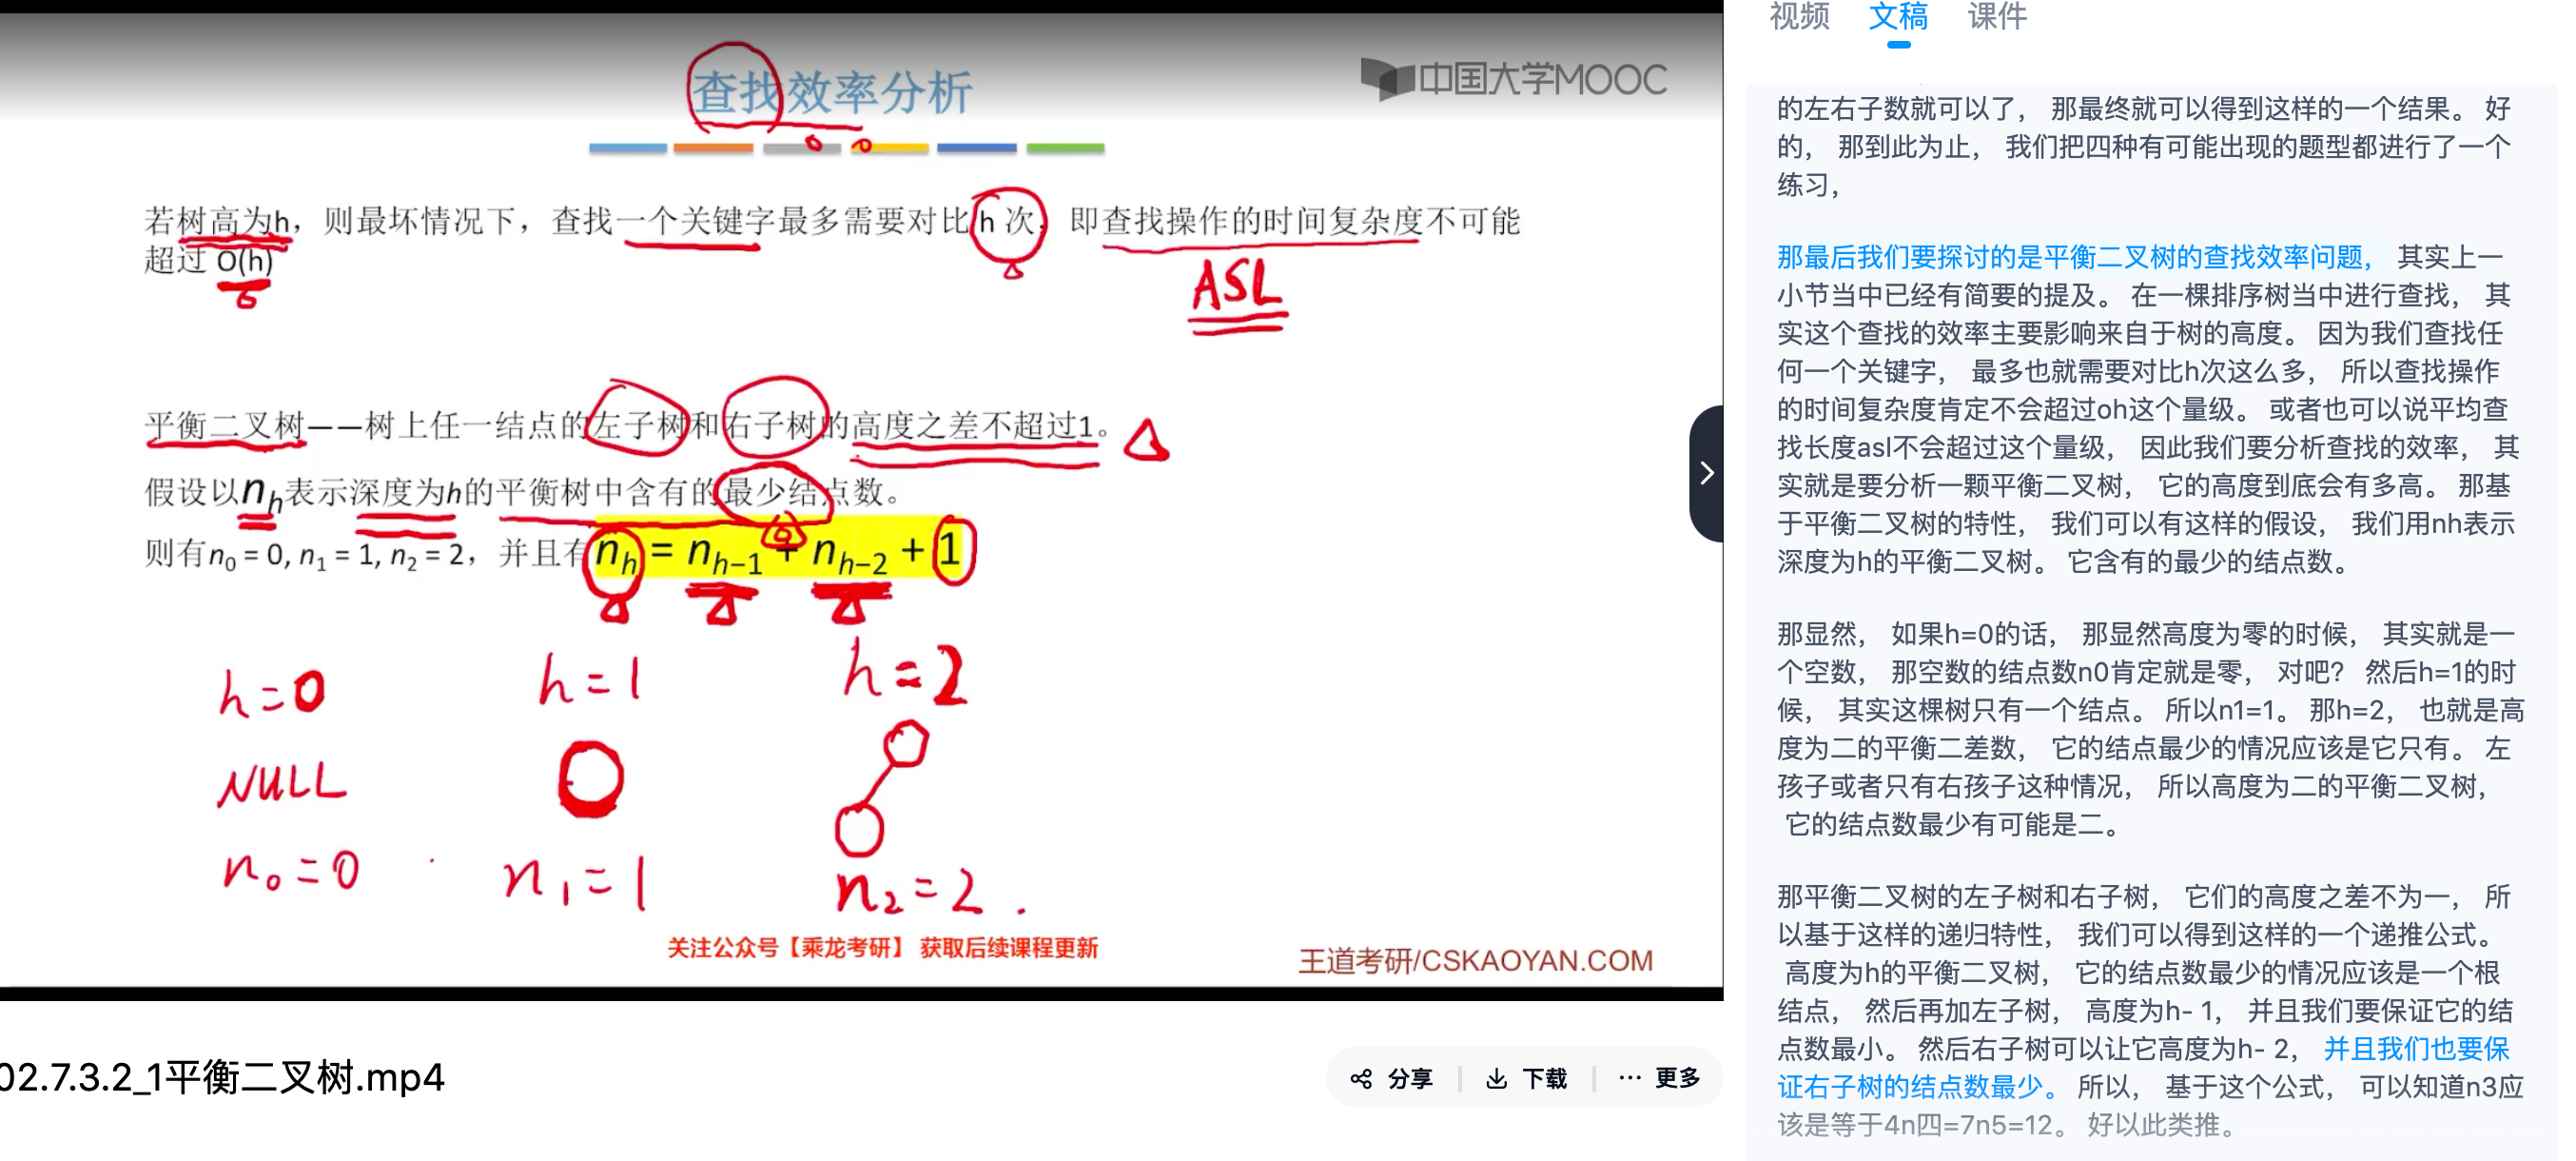 查找效率分析
中国大学MOOC
若树高为h，则最坏情况下，查找一个关键字最多需要对比 h 次，即查找操作的时间复杂度不可能
超过 O(h)
ASL
平衡二叉树——树上任一结点的左子树和右子树的高度之差不超过1。
假设以nh表示深度为h的平衡树中含有的最少结点数。
则有n0 = 0, n1 = 1, n2 = 2，并且有nh = nh−1 + nh−2 + 1
h=0
h=1
h=2
NULL
n0=0
n1=1
n2=2.
关注公众号【乘龙考研】获取后续课程更新
王道考研/CSKAOYAN.COM
02.7.3.2_1平衡二叉树.mp4
分享
下载
更多
视频 文稿 课件
的左右子数就可以了， 那最终就可以得到这样的一个结果。 好
的， 那到此为止， 我们把四种有可能出现的题型都进行了一个
练习，
那最后我们要探讨的是平衡二叉树的查找效率问题， 其实上一
小节当中已经有简要的提及。 在一棵排序树当中进行查找， 其
实这个查找的效率主要影响来自于树的高度。 因为我们查找任
何一个关键字， 最多也就需要对比h次这么多， 所以查找操作
的时间复杂度肯定不会超过oh这个量级。 或者也可以说平均查
找长度asl不会超过这个量级， 因此我们要分析查找的效率， 其
实就是要分析一颗平衡二叉树， 它的高度到底会有多高。 那基
于平衡二叉树的特性， 我们可以有这样的假设， 我们用nh表示
深度为h的平衡二叉树。 它含有的最少的结点数。
那显然， 如果h=0的话， 那显然高度为零的时候， 其实就是一
个空数， 那空数的结点数n0肯定就是零， 对吧？ 然后h=1的时
候， 其实这棵树只有一个结点。 所以n1=1。 那h=2， 也就是高
度为二的平衡二差数， 它的结点最少的情况应该是它只有。 左
孩子或者只有右孩子这种情况， 所以高度为二的平衡二叉树，
它的结点数最少有可能是二。
那平衡二叉树的左子树和右子树， 它们的高度之差不为一， 所
以基于这样的递归特性， 我们可以得到这样的一个递推公式。
高度为h的平衡二叉树， 它的结点数最少的情况应该是一个根
结点， 然后再加左子树， 高度为h- 1， 并且我们要保证它的结
点数最小。 然后右子树可以让它高度为h- 2， 并且我们也要保
证右子树的结点数最少。 所以， 基于这个公式， 可以知道n3应
该是等于4n四=7n5=12。 好以此类推。